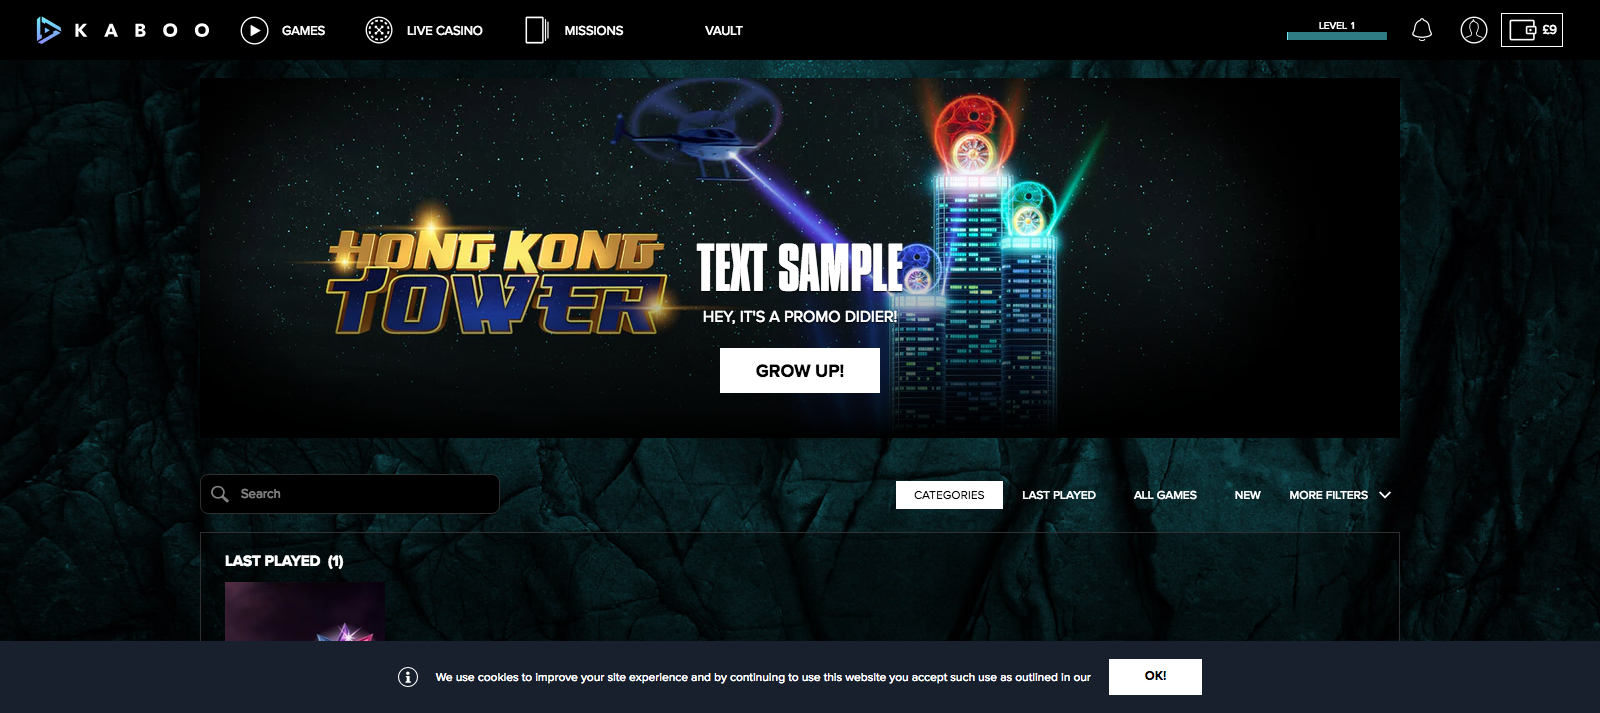 KABOO
GAMES
LIVE CASINO
MISSIONS
VAULT
LEVEL 1
£9
HONG KONG
TOWER
TEXT SAMPLE
HEY, IT'S A PROMO DIDIER!
GROW UP!
Search
CATEGORIES
LAST PLAYED
ALL GAMES
NEW
MORE FILTERS
LAST PLAYED (1)
We use cookies to improve your site experience and by continuing to use this website you accept such use as outlined in our
OK!